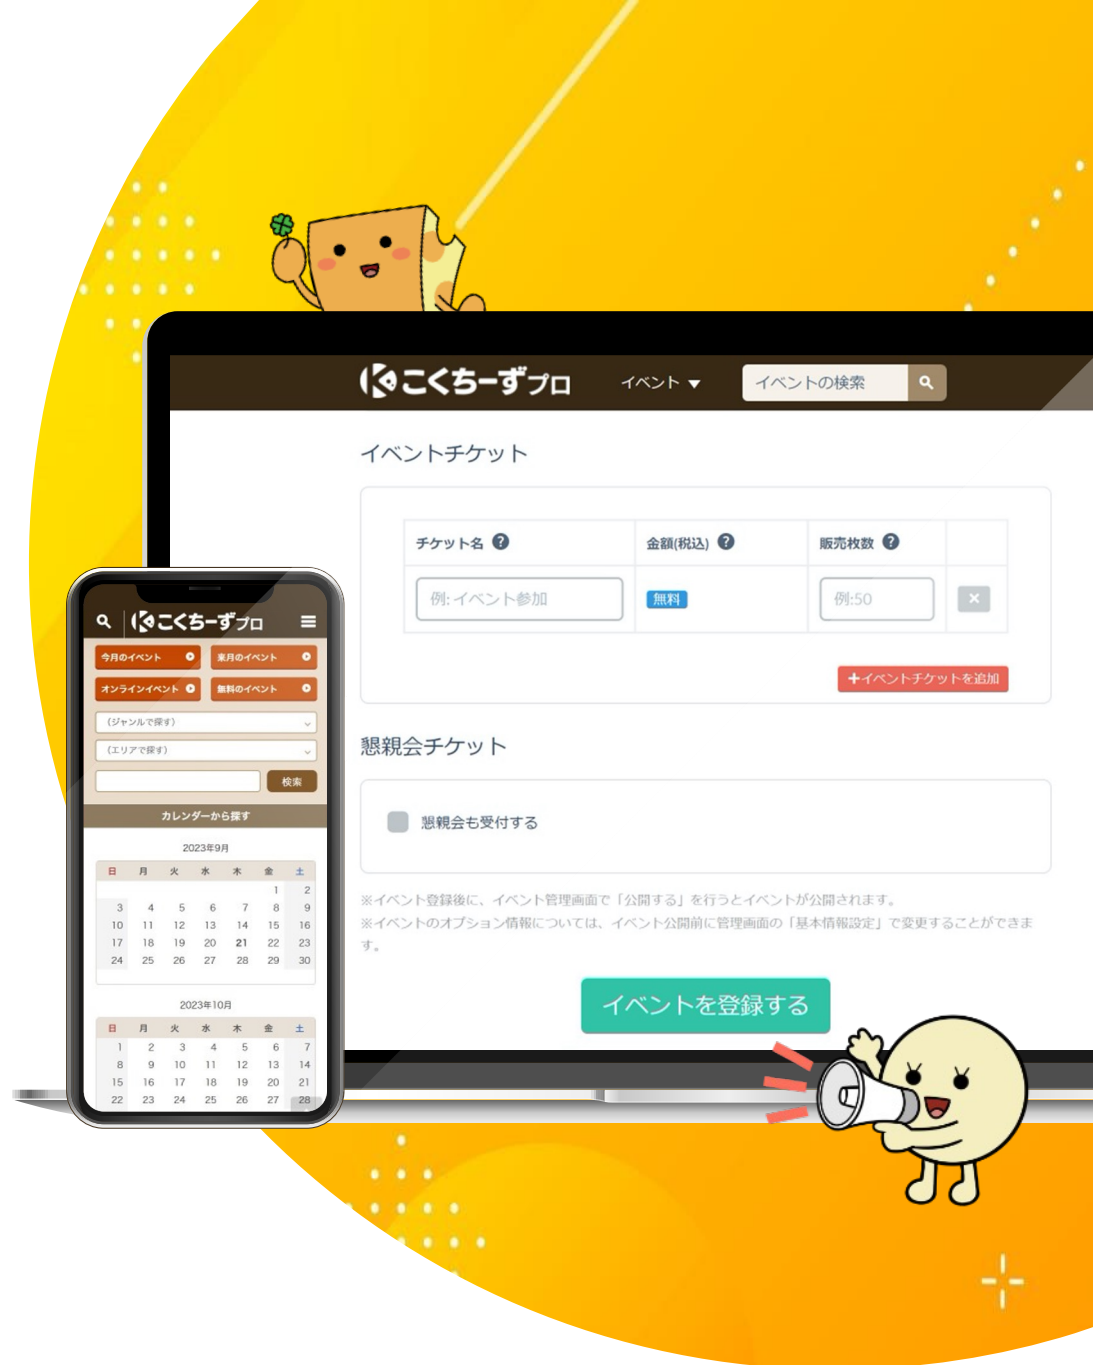 こくちーずプロ
イベント ▼
イベントの検索
イベントチケット
チケット名 ?
金額(税込) ?
販売枚数 ?
例: イベント参加
無料
例:50
×
+イベントチケットを追加
懇親会チケット
懇親会も受付する
※イベント登録後に、イベント管理画面で「公開する」を行うとイベントが公開されます。
※イベントのオプション情報については、イベント公開前に管理画面の「基本情報設定」で変更することができま
す。
イベントを登録する
こくちーずプロ
今月のイベント
来月のイベント
オンラインイベント
無料のイベント
(ジャンルで探す)
(エリアで探す)
検索
カレンダーから探す
2023年9月
日 月 火 水 木 金 土
1 2
3 4 5 6 7 8 9
10 11 12 13 14 15 16
17 18 19 20 21 22 23
24 25 26 27 28 29 30
2023年10月
日 月 火 水 木 金 土
1 2 3 4 5 6 7
8 9 10 11 12 13 14
15 16 17 18 19 20 21
22 23 24 25 26 27 28